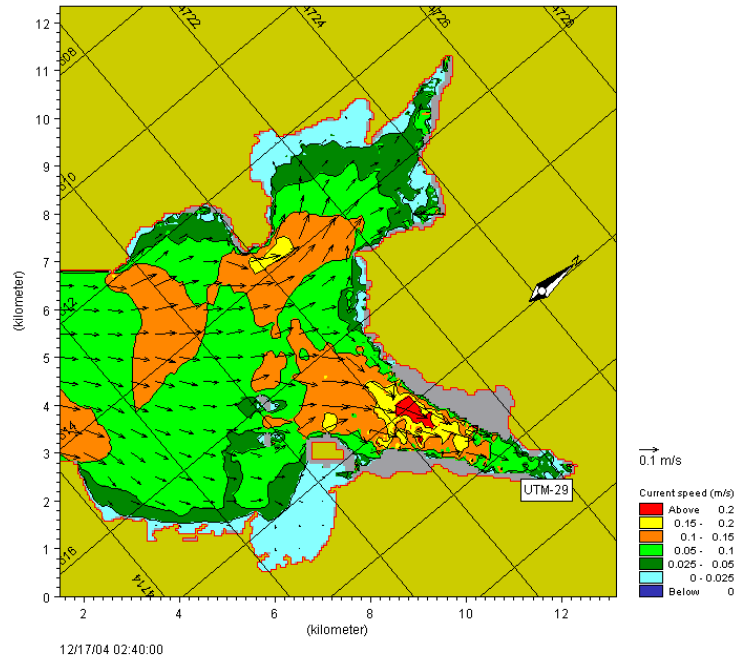 4722
4724
4726
4728
308
310
312
314
316
4714
12
11
10
9
8
7
6
5
4
3
2
1
0
(kilometer)
2
4
6
8
10
12
(kilometer)
N
UTM-29
0.1 m/s
Current speed (m/s)
Above 0.2
0.15 - 0.2
0.1 - 0.15
0.05 - 0.1
0.025 - 0.05
0 - 0.025
Below 0
12/17/04 02:40:00